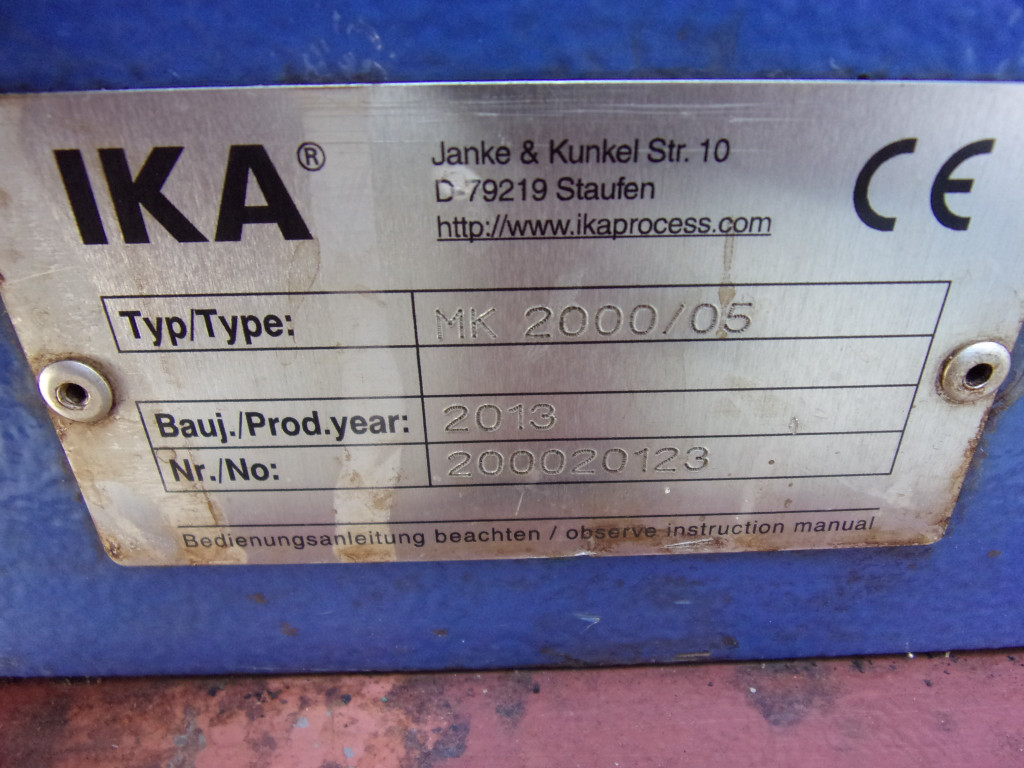 IKA®
Janke & Kunkel Str. 10
D-79219 Staufen
http://www.ikaprocess.com
CE
Typ/Type: MK 2000/05
Bauj./Prod.year: 2013
Nr./No: 200020123
Bedienungsanleitung beachten / observe instruction manual